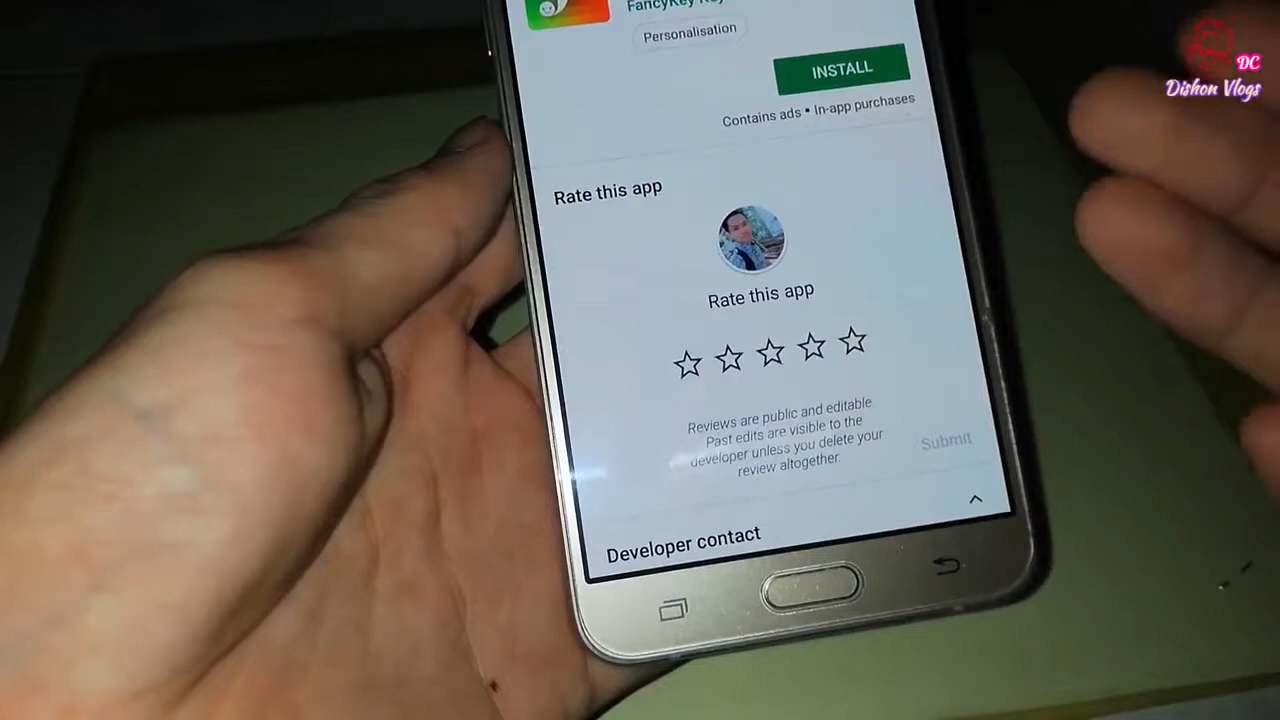 FancyKey
Personalisation
INSTALL
Contains ads • In-app purchases
Rate this app
Rate this app
Reviews are public and editable.
Past edits are visible to the
developer unless you delete your
review altogether.
Submit
Developer contact
DC
Dishon Vlogs